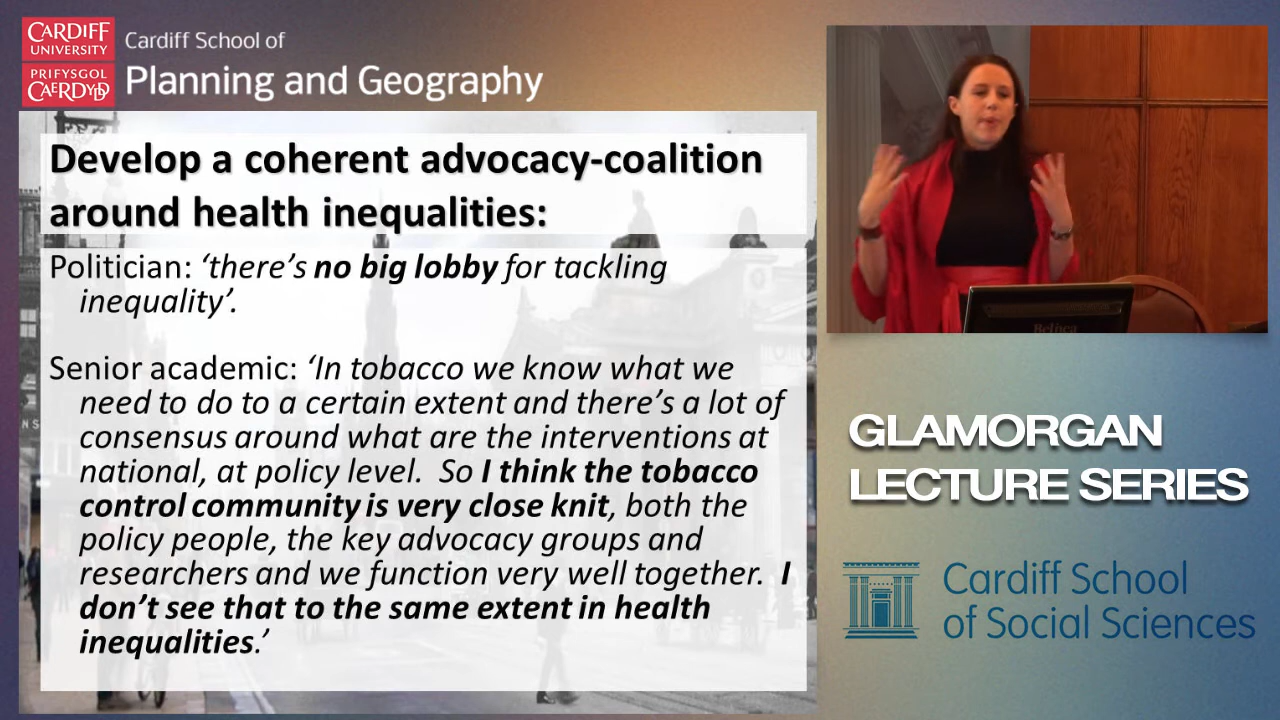 CARDIFF
UNIVERSITY
PRIFYSGOL
CAERDYDD
Cardiff School of
Planning and Geography
Develop a coherent advocacy-coalition
around health inequalities:
Politician: ‘there’s no big lobby for tackling
inequality’.
Senior academic: ‘In tobacco we know what we
need to do to a certain extent and there’s a lot of
consensus around what are the interventions at
national, at policy level.  So I think the tobacco
control community is very close knit, both the
policy people, the key advocacy groups and
researchers and we function very well together.  I
don’t see that to the same extent in health
inequalities.’
GLAMORGAN
LECTURE SERIES
Cardiff School
of Social Sciences